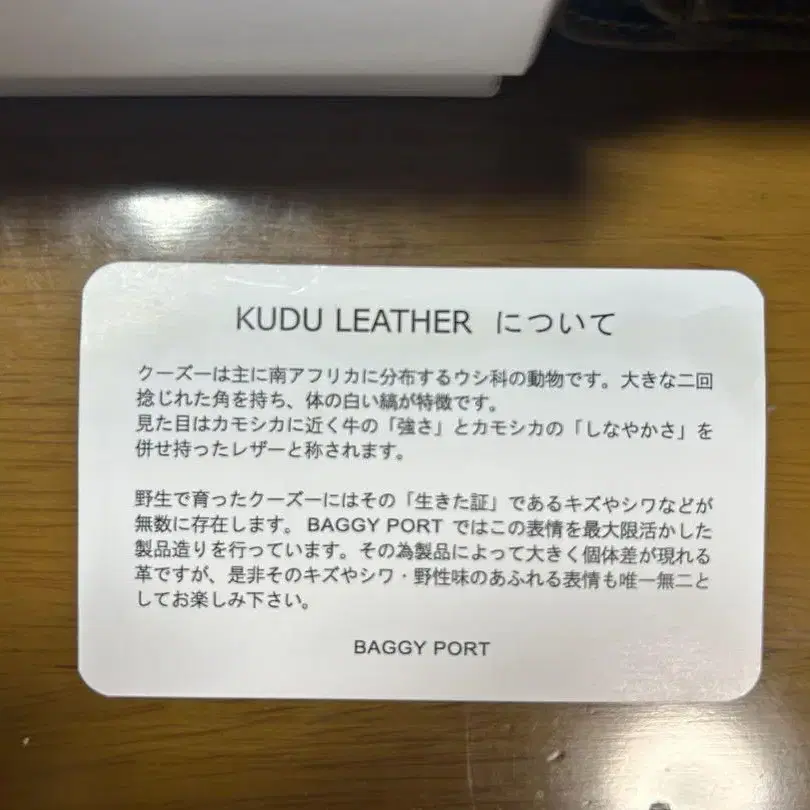 KUDU LEATHER について
クーズーは主に南アフリカに分布するウシ科の動物です。大きな二回
捻じれた角を持ち、体の白い縞が特徴です。
見た目はカモシカに近く牛の「強さ」とカモシカの「しなやかさ」を
併せ持ったレザーと称されます。
野生で育ったクーズーにはその「生きた証」であるキズやシワなどが
無数に存在します。BAGGY PORT ではこの表情を最大限活かした
製品造りを行っています。その為製品によって大きく個体差が現れる
革ですが、是非そのキズやシワ・野性味のあふれる表情も唯一無二と
してお楽しみ下さい。
BAGGY PORT